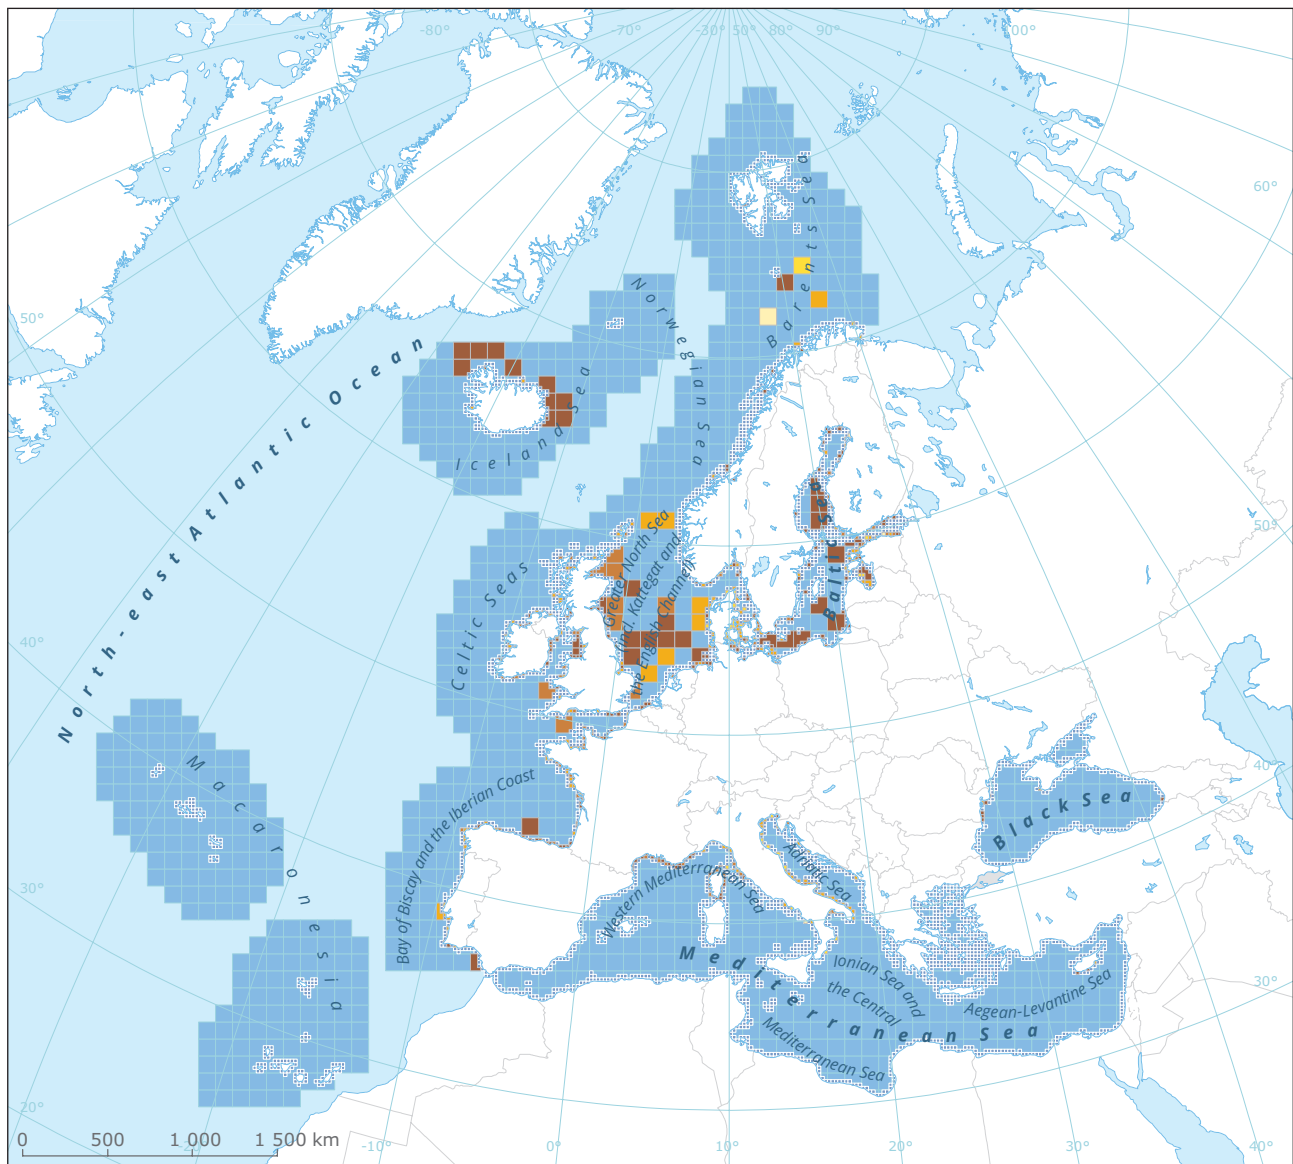 -80°
-70°
-30°
50°
80°
90°
100°
60°
50°
50°
40°
40°
30°
30°
20°
20°
-10°
0°
10°
20°
30°
40°
North-east Atlantic Ocean
Barents Sea
Norwegian Sea
Iceland Sea
Celtic Seas
Greater North Sea
(incl. Kattegat and
the English Channel)
Baltic Sea
Macaronesia
Bay of Biscay and the Iberian Coast
Black Sea
Adriatic Sea
Western Mediterranean Sea
Mediterranean Sea
Ionian Sea and
the Central
Mediterranean Sea
Aegean-Levantine Sea
0 500 1 000 1 500 km